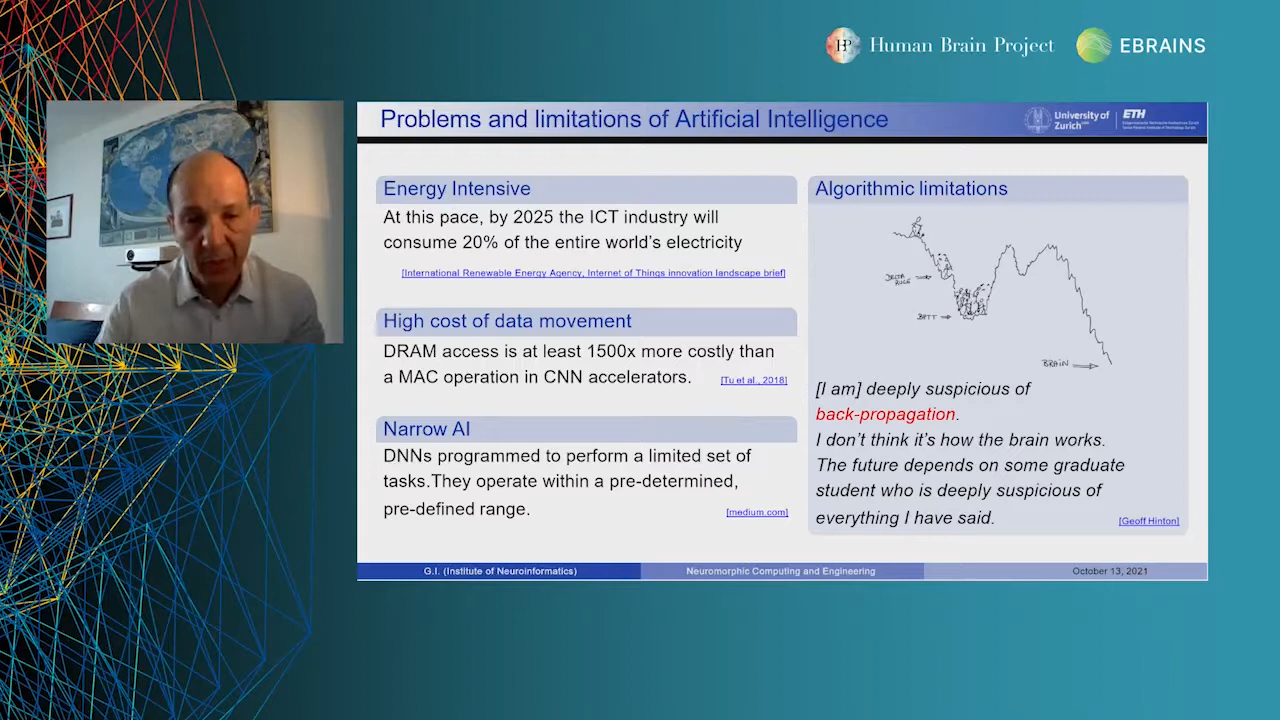 Human Brain Project
EBRAINS
Problems and limitations of Artificial Intelligence
University of
Zurich
ETH
Energy Intensive
At this pace, by 2025 the ICT industry will
consume 20% of the entire world's electricity
[International Renewable Energy Agency, Internet of Things innovation landscape brief]
High cost of data movement
DRAM access is at least 1500x more costly than
a MAC operation in CNN accelerators.
[Tu et al., 2018]
Narrow AI
DNNs programmed to perform a limited set of
tasks.They operate within a pre-determined,
pre-defined range.
[medium.com]
Algorithmic limitations
DELTA
RULE
BPTT
BRAIN
[I am] deeply suspicious of
back-propagation.
I don't think it's how the brain works.
The future depends on some graduate
student who is deeply suspicious of
everything I have said.
[Geoff Hinton]
G.I. (Institute of Neuroinformatics)
Neuromorphic Computing and Engineering
October 13, 2021